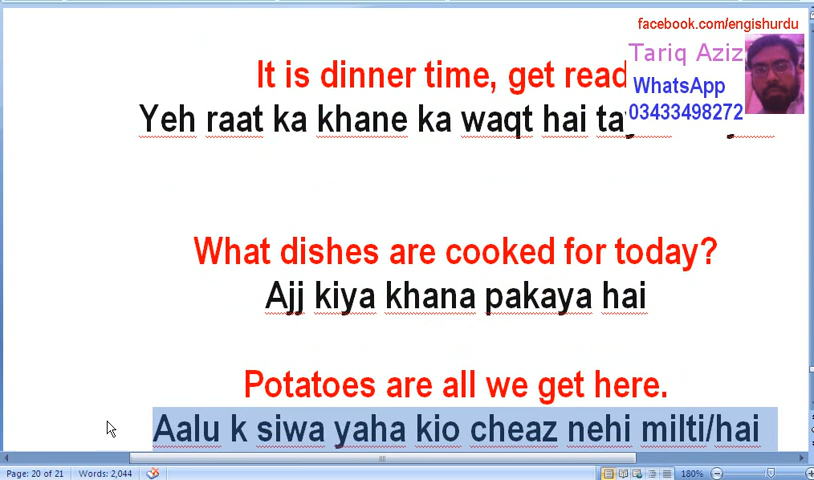 facebook.com/engishurdu
Tariq Aziz
WhatsApp
03433498272
It is dinner time, get
Yeh raat ka khane ka waqt hai
What dishes are cooked for today?
Ajj kiya khana pakaya hai
Potatoes are all we get here.
Aalu k siwa yaha kio cheaz nehi milti/hai
Page: 20 of 21 Words: 2,044 180%